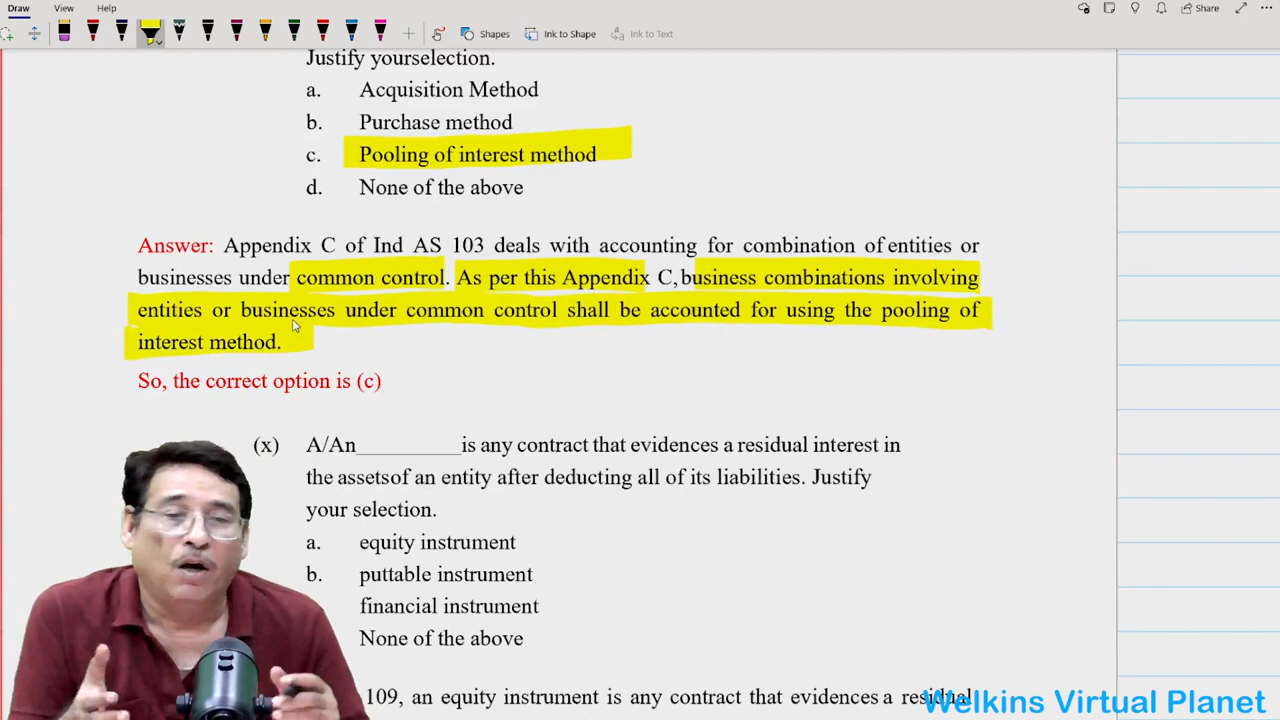 Draw View Help
Share
Shapes Ink to Shape Ink to Text
Justify yourselection.
a. Acquisition Method
b. Purchase method
c. Pooling of interest method
d. None of the above
Answer: Appendix C of Ind AS 103 deals with accounting for combination of entities or
businesses under common control. As per this Appendix C, business combinations involving
entities or businesses under common control shall be accounted for using the pooling of
interest method.
So, the correct option is (c)
(x) A/An_________is any contract that evidences a residual interest in
the assetsof an entity after deducting all of its liabilities. Justify
your selection.
a. equity instrument
b. puttable instrument
financial instrument
None of the above
109, an equity instrument is any contract that evidences a residual
Welkins Virtual Planet